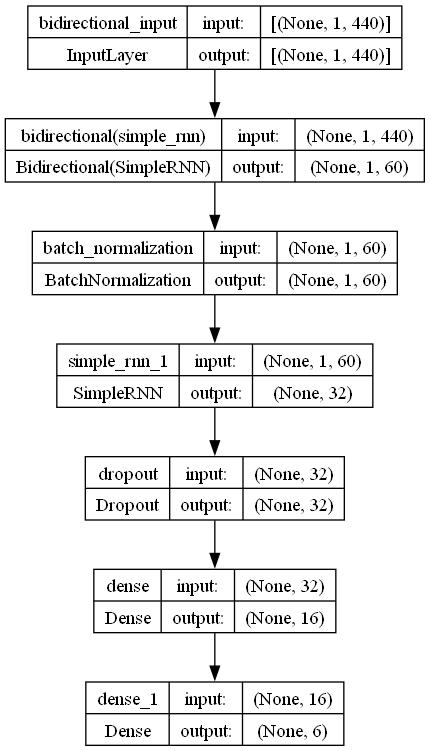 bidirectional_input input: [(None, 1, 440)]
InputLayer output: [(None, 1, 440)]
bidirectional(simple_rnn) input: (None, 1, 440)
Bidirectional(SimpleRNN) output: (None, 1, 60)
batch_normalization input: (None, 1, 60)
BatchNormalization output: (None, 1, 60)
simple_rnn_1 input: (None, 1, 60)
SimpleRNN output: (None, 32)
dropout input: (None, 32)
Dropout output: (None, 32)
dense input: (None, 32)
Dense output: (None, 16)
dense_1 input: (None, 16)
Dense output: (None, 6)